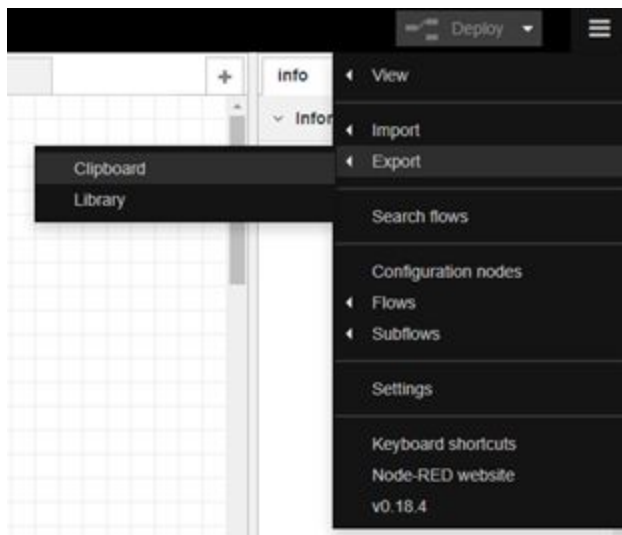 Deploy
+
info
Infor
View
Import
Export
Clipboard
Library
Search flows
Configuration nodes
Flows
Subflows
Settings
Keyboard shortcuts
Node-RED website
v0.18.4